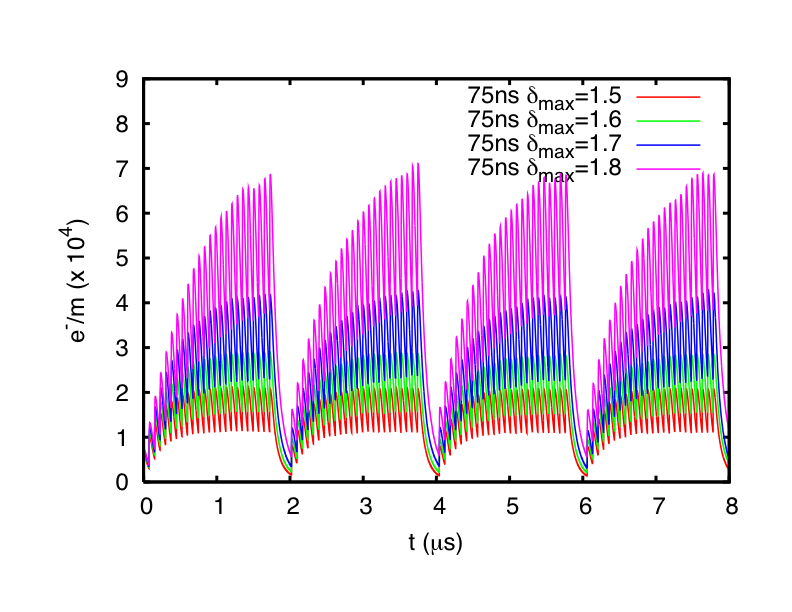 9
8
7
6
5
4
3
2
1
0
e⁻/m (x 10⁴)
75ns δmax=1.5
75ns δmax=1.6
75ns δmax=1.7
75ns δmax=1.8
0 1 2 3 4 5 6 7 8
t (μs)